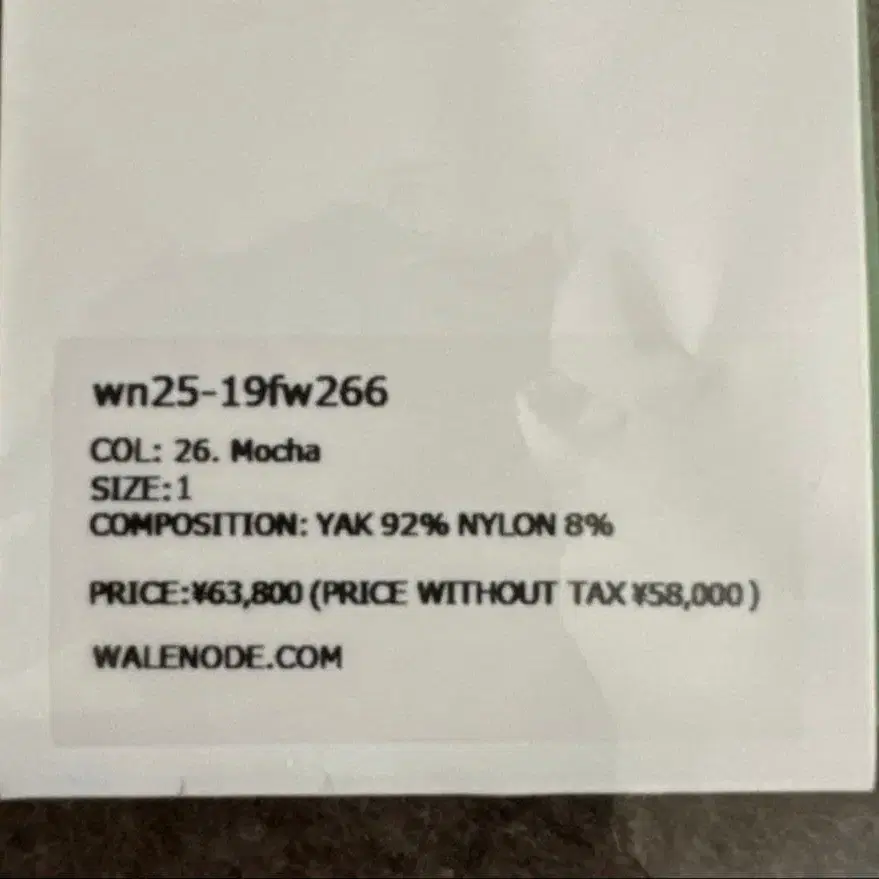 wn25-19fw266
COL: 26. Mocha
SIZE:1
COMPOSITION: YAK 92% NYLON 8%
PRICE:¥63,800 (PRICE WITHOUT TAX ¥58,000 )
WALENODE.COM